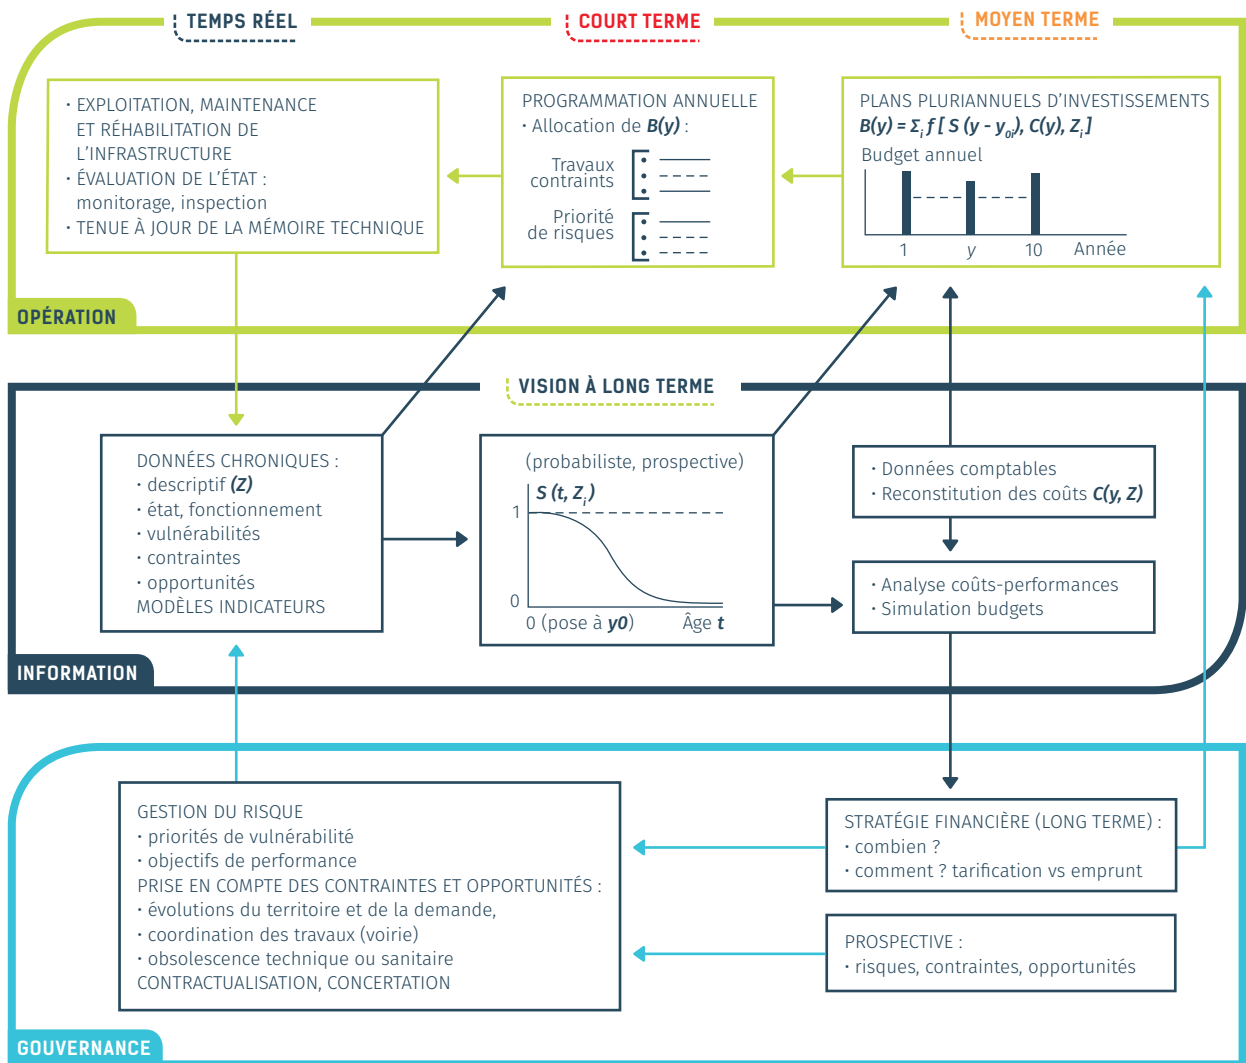 TEMPS RÉEL
COURT TERME
MOYEN TERME
· EXPLOITATION, MAINTENANCE
ET RÉHABILITATION DE
L'INFRASTRUCTURE
· ÉVALUATION DE L'ÉTAT :
monitorage, inspection
· TENUE À JOUR DE LA MÉMOIRE TECHNIQUE
PROGRAMMATION ANNUELLE
· Allocation de B(y) :
Travaux
contraints
Priorité
de risques
PLANS PLURIANNUELS D'INVESTISSEMENTS
B(y) = Σi f [ S (y - y0i), C(y), Zi ]
Budget annuel
1 y 10 Année
OPÉRATION
VISION À LONG TERME
DONNÉES CHRONIQUES :
· descriptif (Z)
· état, fonctionnement
· vulnérabilités
· contraintes
· opportunités
MODÈLES INDICATEURS
(probabiliste, prospective)
S (t, Zi)
1
0
0 (pose à y0) Âge t
· Données comptables
· Reconstitution des coûts C(y, Z)
· Analyse coûts-performances
· Simulation budgets
INFORMATION
GESTION DU RISQUE
· priorités de vulnérabilité
· objectifs de performance
PRISE EN COMPTE DES CONTRAINTES ET OPPORTUNITÉS :
· évolutions du territoire et de la demande,
· coordination des travaux (voirie)
· obsolescence technique ou sanitaire
CONTRACTUALISATION, CONCERTATION
STRATÉGIE FINANCIÈRE (LONG TERME) :
· combien ?
· comment ? tarification vs emprunt
PROSPECTIVE :
· risques, contraintes, opportunités
GOUVERNANCE